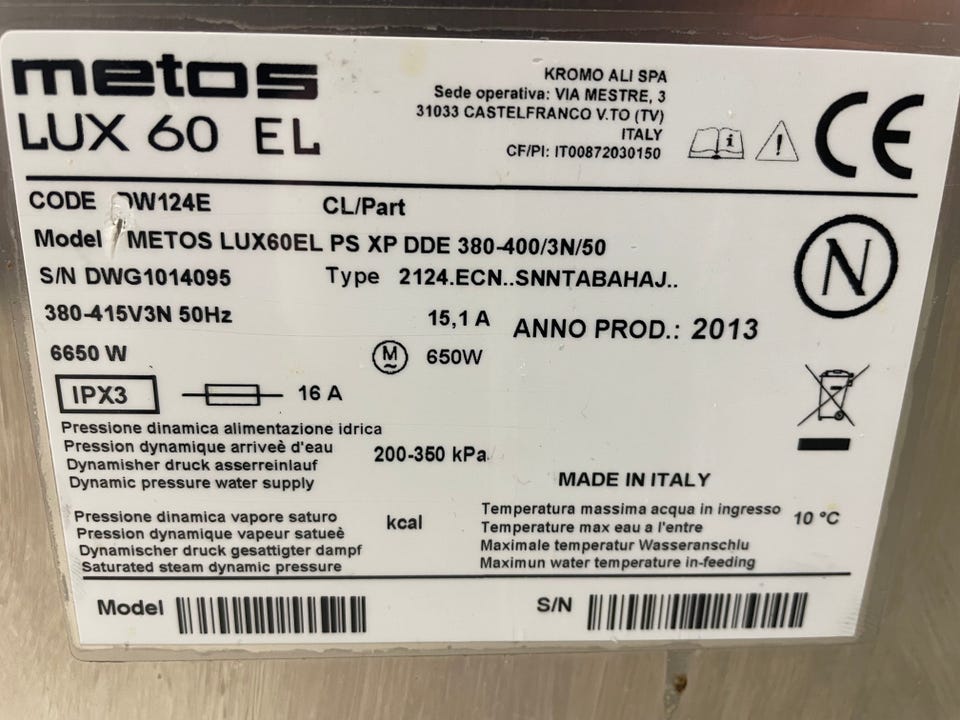 metos
LUX 60 EL
KROMO ALI SPA
Sede operativa: VIA MESTRE, 3
31033 CASTELFRANCO V.TO (TV)
ITALY
CF/PI: IT00872030150
CE
CODE DW124E CL/Part
Model METOS LUX60EL PS XP DDE 380-400/3N/50
S/N DWG1014095 Type 2124.ECN..SNNTABAHAJ..
N
380-415V3N 50Hz 15,1 A ANNO PROD.: 2013
6650 W M~ 650W
IPX3 16 A
Pressione dinamica alimentazione idrica
Pression dynamique arriveè d'eau
Dynamisher druck asserreinlauf
Dynamic pressure water supply
200-350 kPa
MADE IN ITALY
Pressione dinamica vapore saturo
Pression dynamique vapeur satueè
Dynamischer druck gesattigter dampf
Saturated steam dynamic pressure
kcal
Temperatura massima acqua in ingresso
Temperature max eau a l'entre
Maximale temperatur Wasseranschlu
Maximun water temperature in-feeding
10 °C
Model S/N